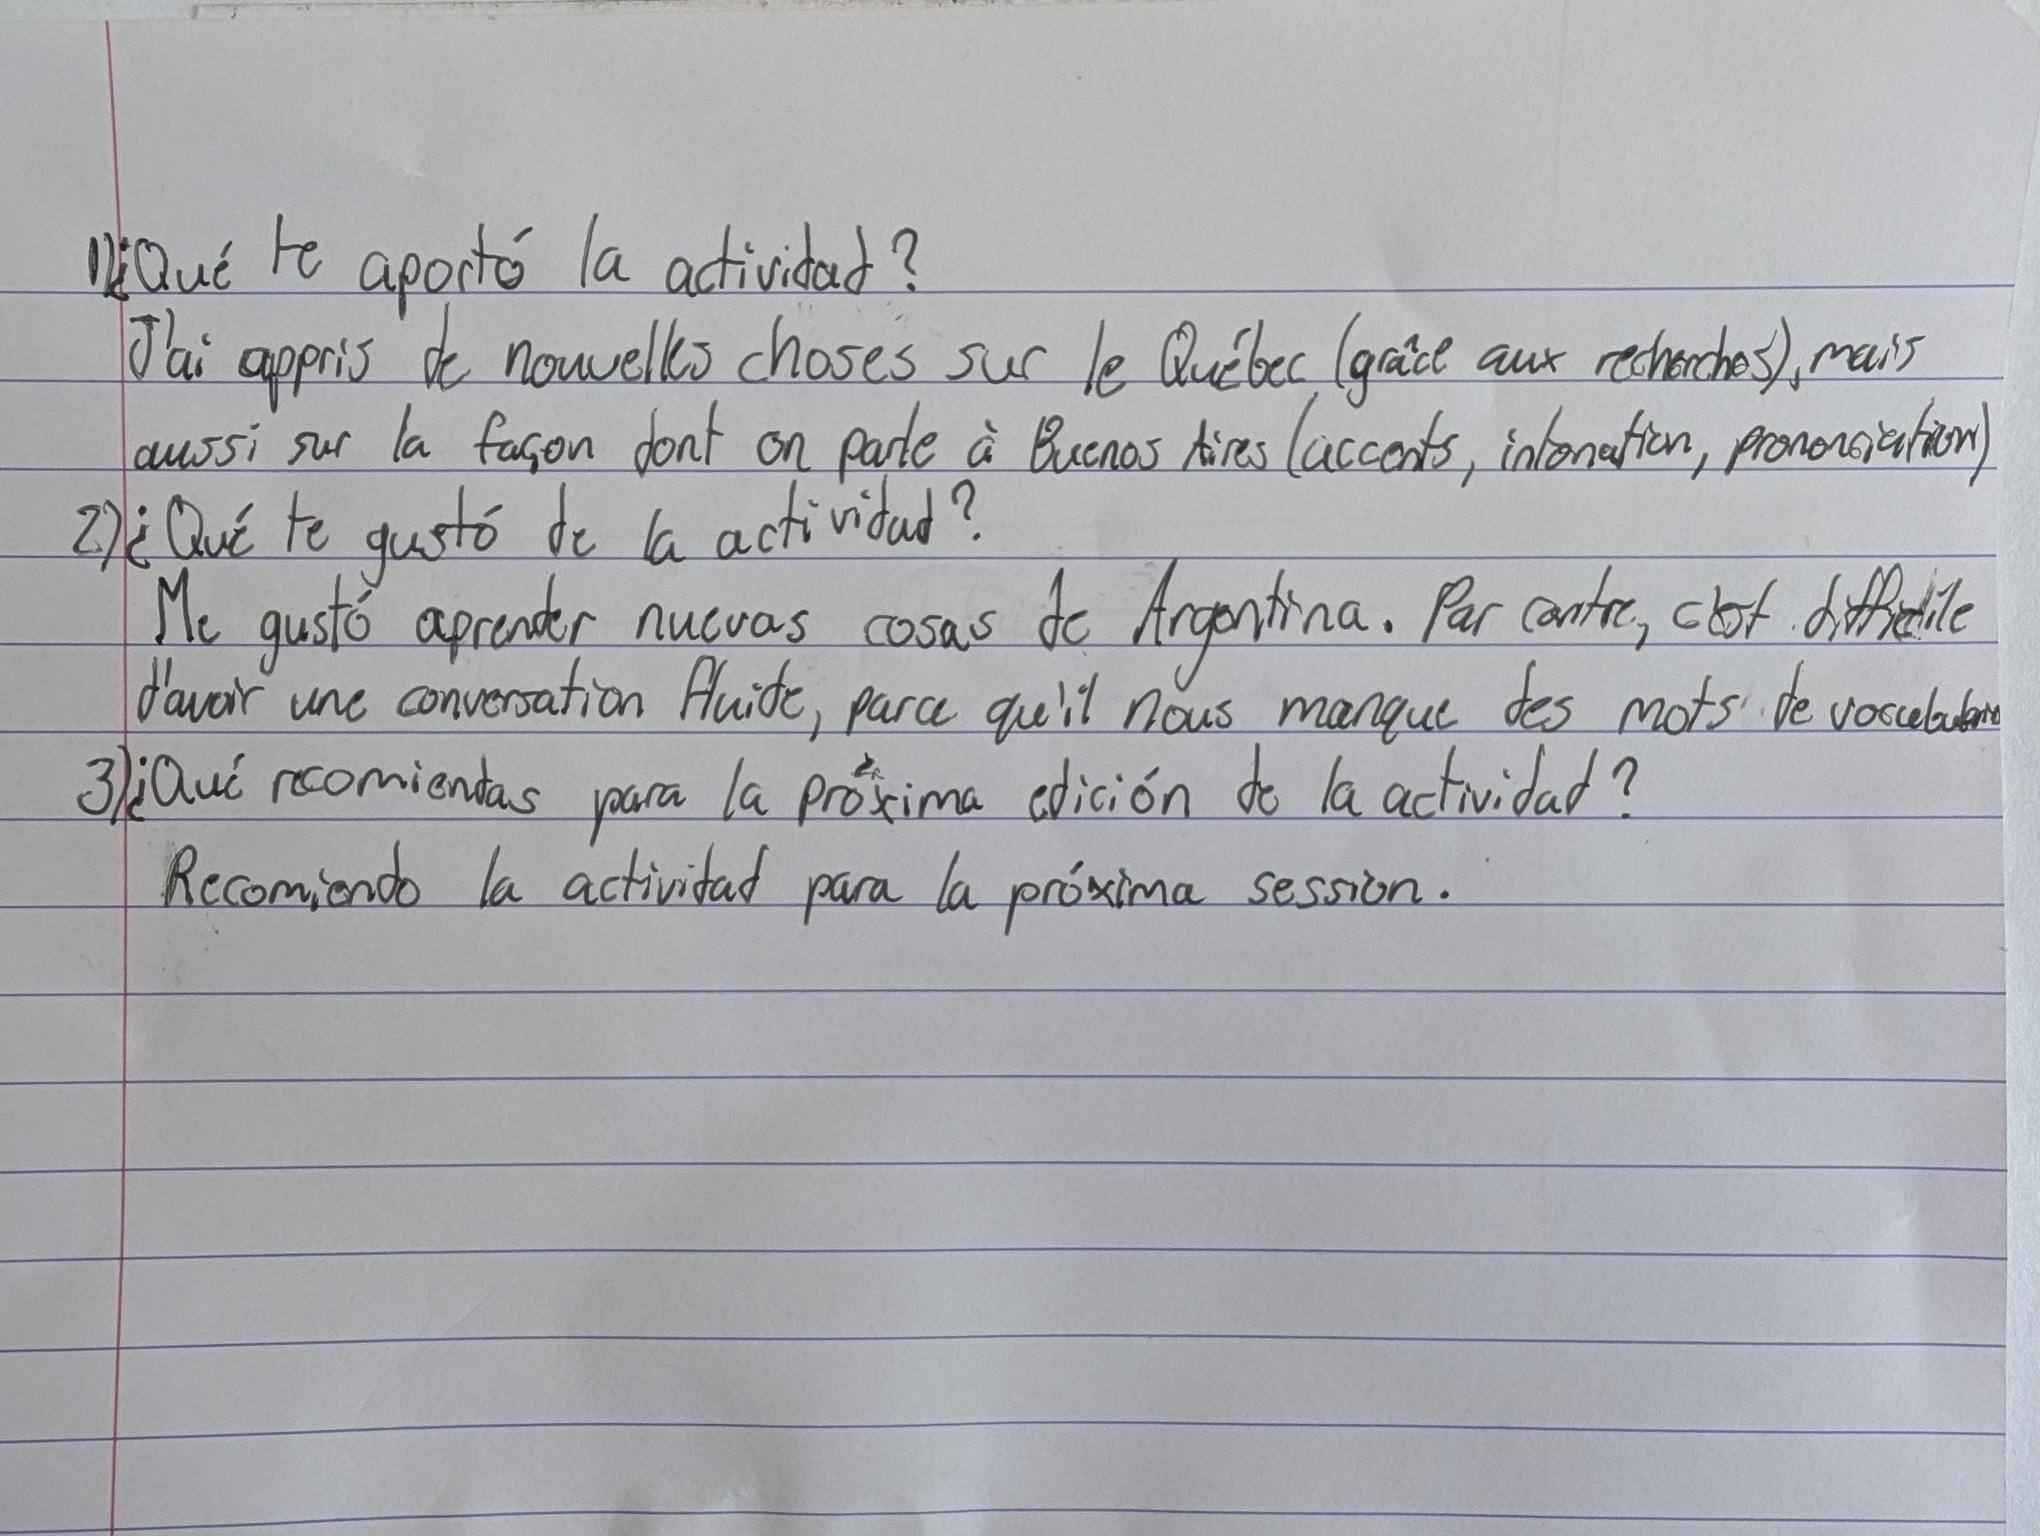 1)¿Qué te aportó la actividad?
J'ai appris de nouvelles choses sur le Québec (grâce aux recherches), mais
aussi sur la façon dont on parle à Buenos Aires (accents, intonation, prononciation)
2)¿Qué te gustó de la actividad?
Me gustó aprender nuevas cosas de Argentina. Par contre, c'est difficile
d'avoir une conversation fluide, parce qu'il nous manque des mots de
3)¿Qué recomiendas para la próxima edición de la actividad?
Recomiendo la actividad para la próxima session.